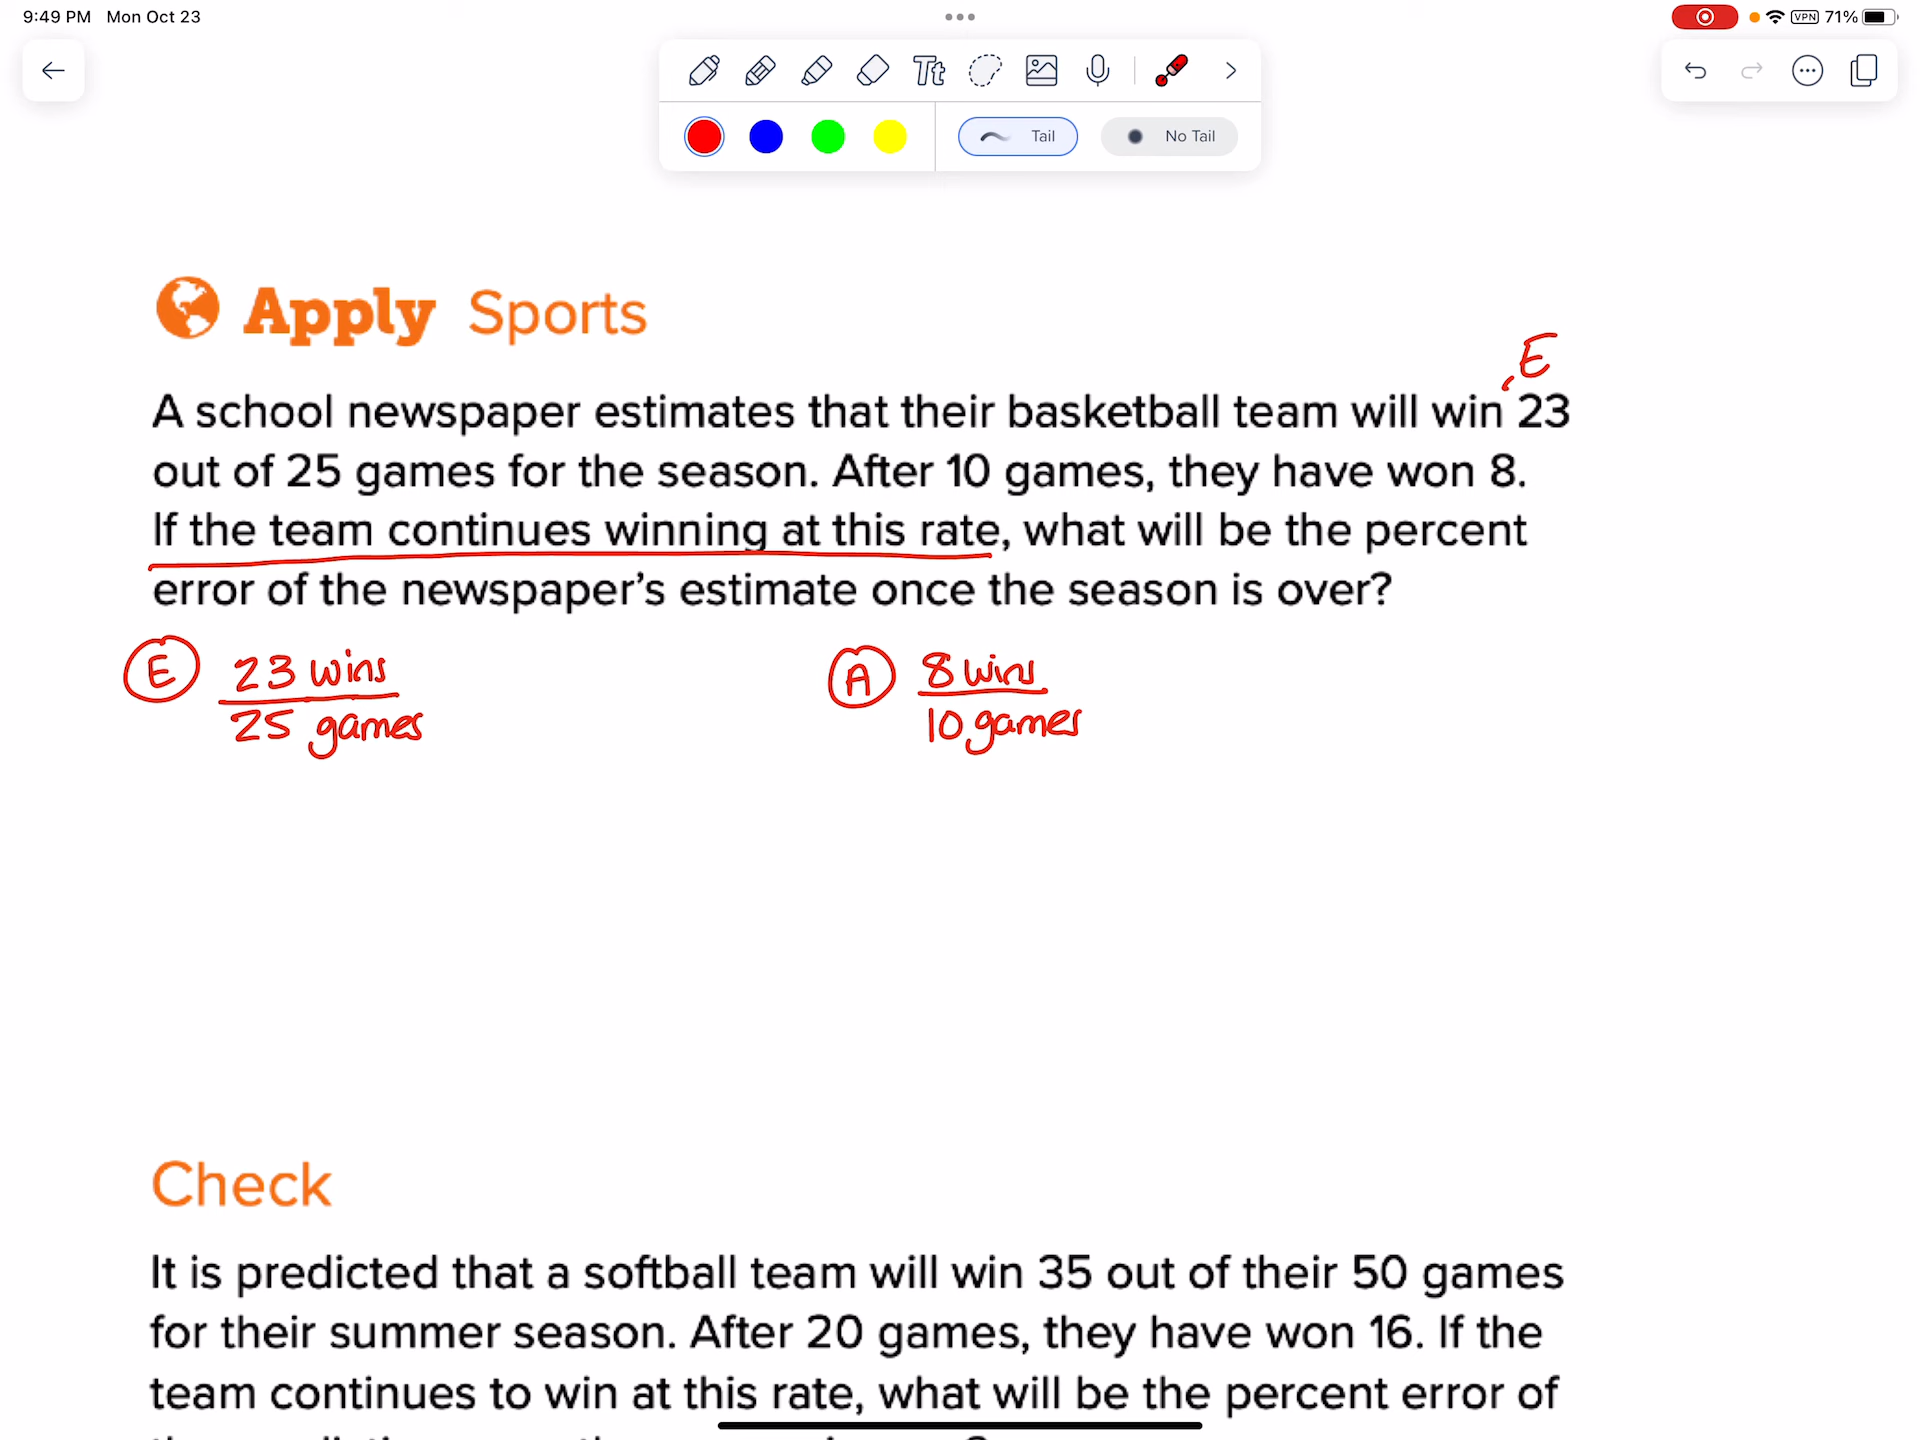 9:49 PM Mon Oct 23
VPN 71%
Tt
Tail
No Tail
Apply Sports
E
A school newspaper estimates that their basketball team will win 23
out of 25 games for the season. After 10 games, they have won 8.
If the team continues winning at this rate, what will be the percent
error of the newspaper's estimate once the season is over?
E 23 wins
25 games
A 8 wins
10 games
Check
It is predicted that a softball team will win 35 out of their 50 games
for their summer season. After 20 games, they have won 16. If the
team continues to win at this rate, what will be the percent error of